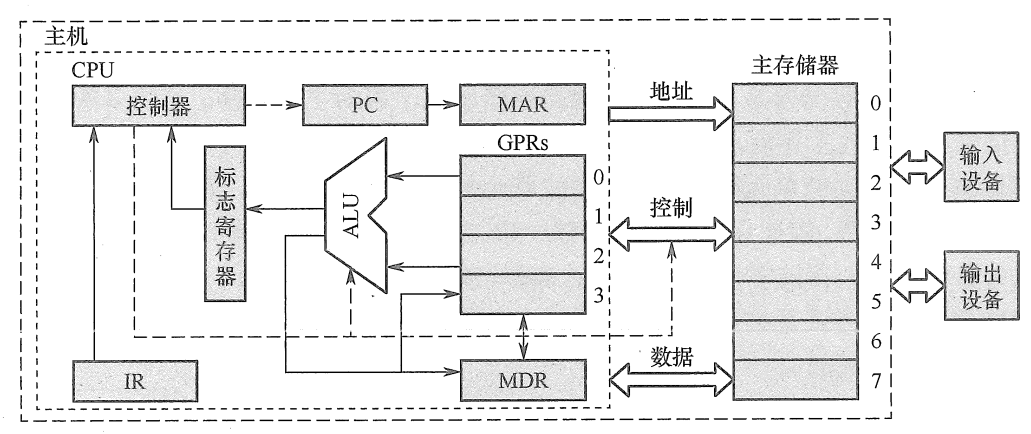 主机
CPU
主存储器
控制器
PC
MAR
地址
0
1
2
3
4
5
6
7
GPRs
0
1
2
3
标志寄存器
ALU
控制
输入
设备
输出
设备
IR
MDR
数据